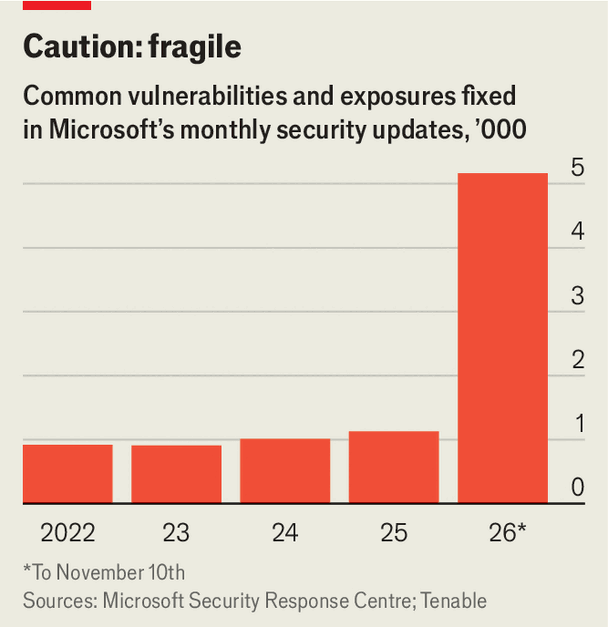 Caution: fragile
Common vulnerabilities and exposures fixed
in Microsoft’s monthly security updates, ’000
5
4
3
2
1
0
2022 23 24 25 26*
*To November 10th
Sources: Microsoft Security Response Centre; Tenable